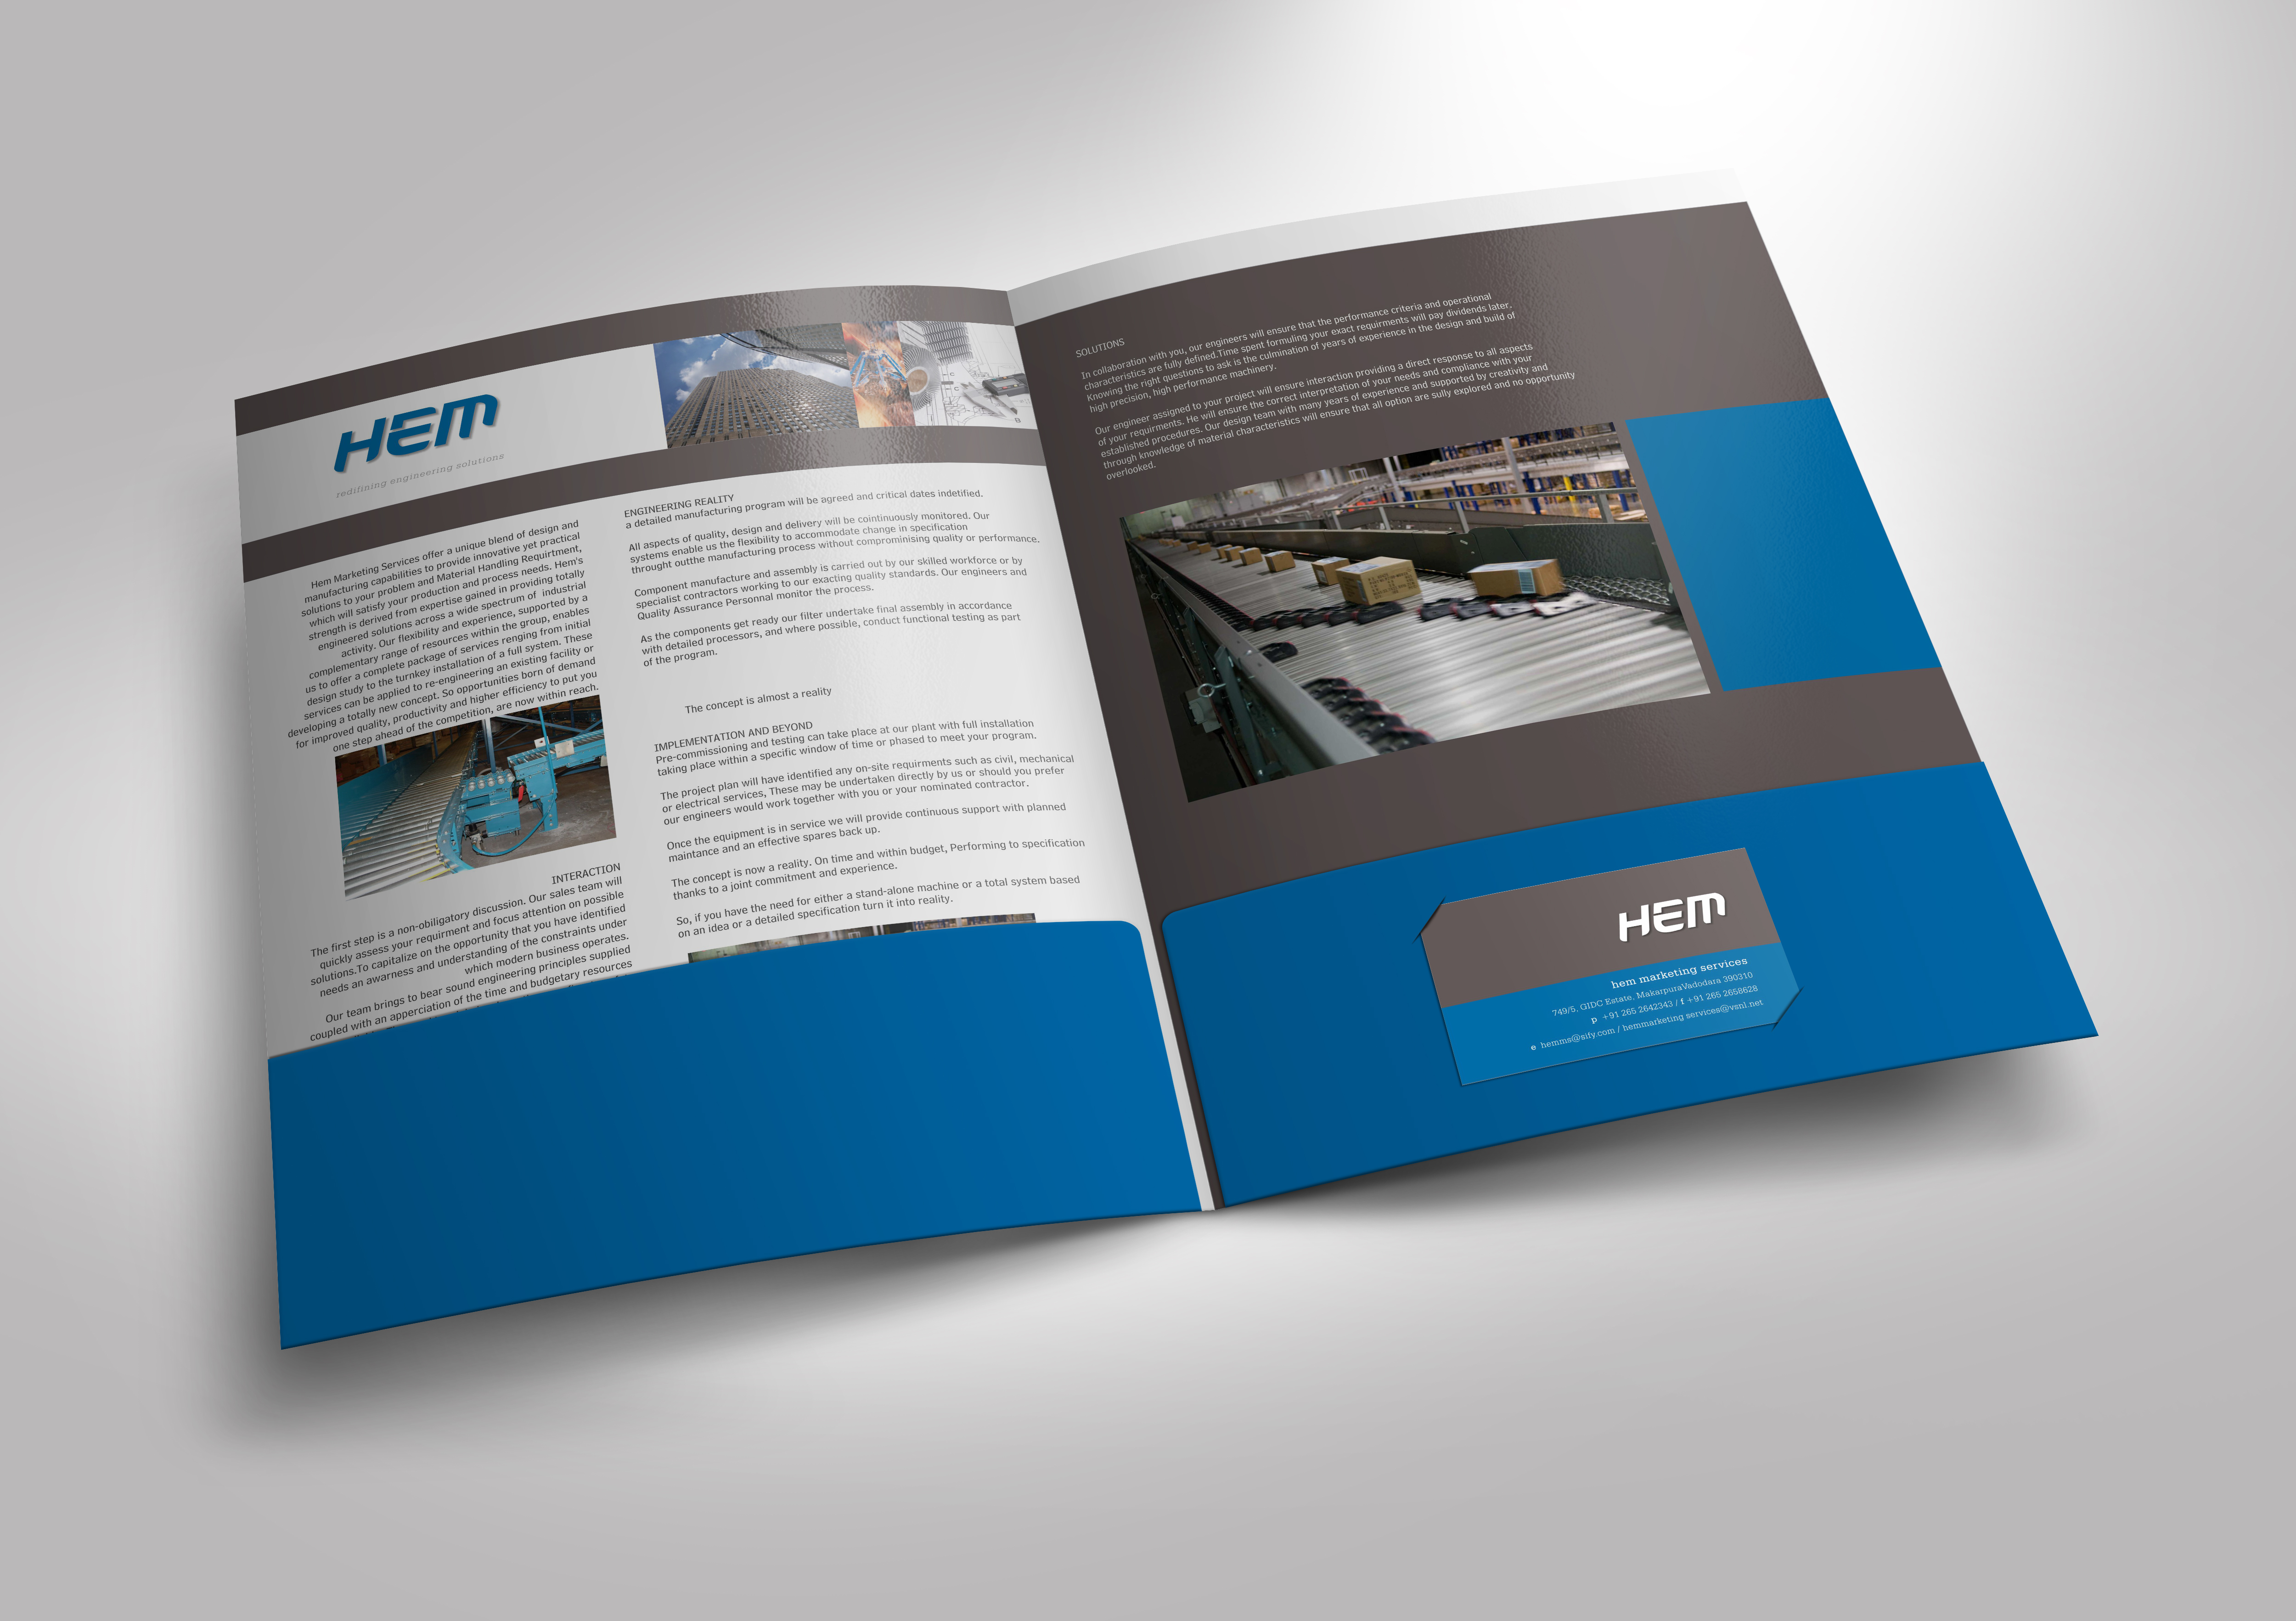 HEM
redifining engineering solutions
Hem Marketing Services offer a unique blend of design and
manufacturing capabilities to provide innovative yet practical
solutions to your problem and Material Handling Requirtment,
which will satisfy your production and process needs. Hem's
strength is derived from expertise gained in providing totally
engineered solutions across a wide spectrum of industrial
activity. Our flexibility and experience, supported by a
complementary range of resources within the group, enables
us to offer a complete package of services ranging from initial
design study to the turnkey installation of a full system. These
services can be applied to re-engineering an existing facility or
developing a totally new concept. So opportunities born of demand
for improved quality, productivity and higher efficiency to put you
one step ahead of the competition, are now within reach.
INTERACTION
The first step is a non-obiligatory discussion. Our sales team will
quickly assess your requirment and focus attention on possible
solutions.To capitalize on the opportunity that you have identified
needs an awarness and understanding of the constraints under
which modern business operates.
Our team brings to bear sound engineering principles supplied
coupled with an apperciation of the time and budgetary resources
ENGINEERING REALITY
a detailed manufacturing program will be agreed and critical dates indetified.
All aspects of quality, design and delivery will be cointinuously monitored. Our
systems enable us the flexibility to accommodate change in specification
throught outthe manufacturing process without comprominising quality or performance.
Component manufacture and assembly is carried out by our skilled workforce or by
specialist contractors working to our exacting quality standards. Our engineers and
Quality Assurance Personnal monitor the process.
As the components get ready our filter undertake final assembly in accordance
with detailed processors, and where possible, conduct functional testing as part
of the program.
The concept is almost a reality
IMPLEMENTATION AND BEYOND
Pre-commissioning and testing can take place at our plant with full installation
taking place within a specific window of time or phased to meet your program.
The project plan will have identified any on-site requirments such as civil, mechanical
or electrical services, These may be undertaken directly by us or should you prefer
our engineers would work together with you or your nominated contractor.
Once the equipment is in service we will provide continuous support with planned
maintance and an effective spares back up.
The concept is now a reality. On time and within budget, Performing to specification
thanks to a joint commitment and experience.
So, if you have the need for either a stand-alone machine or a total system based
on an idea or a detailed specification turn it into reality.
SOLUTIONS
In collaboration with you, our engineers will ensure that the performance criteria and operational
characteristics are fully defined.Time spent formuling your exact requirments will pay dividends later.
Knowing the right questions to ask is the culmination of years of experience in the design and build of
high precision, high performance machinery.
Our engineer assigned to your project will ensure interaction providing a direct response to all aspects
of your requirments. He will ensure the correct interpretation of your needs and compliance with your
established procedures. Our design team with many years of experience and supported by creativity and
through knowledge of material characteristics will ensure that all option are sully explored and no opportunity
overlooked.
HEM
hem marketing services
749/5, GIDC Estate, MakarpuraVadodara 390310
p +91 265 2642343 / f +91 265 2658628
e hemms@sify.com / hemmarketing services@vsnl.net